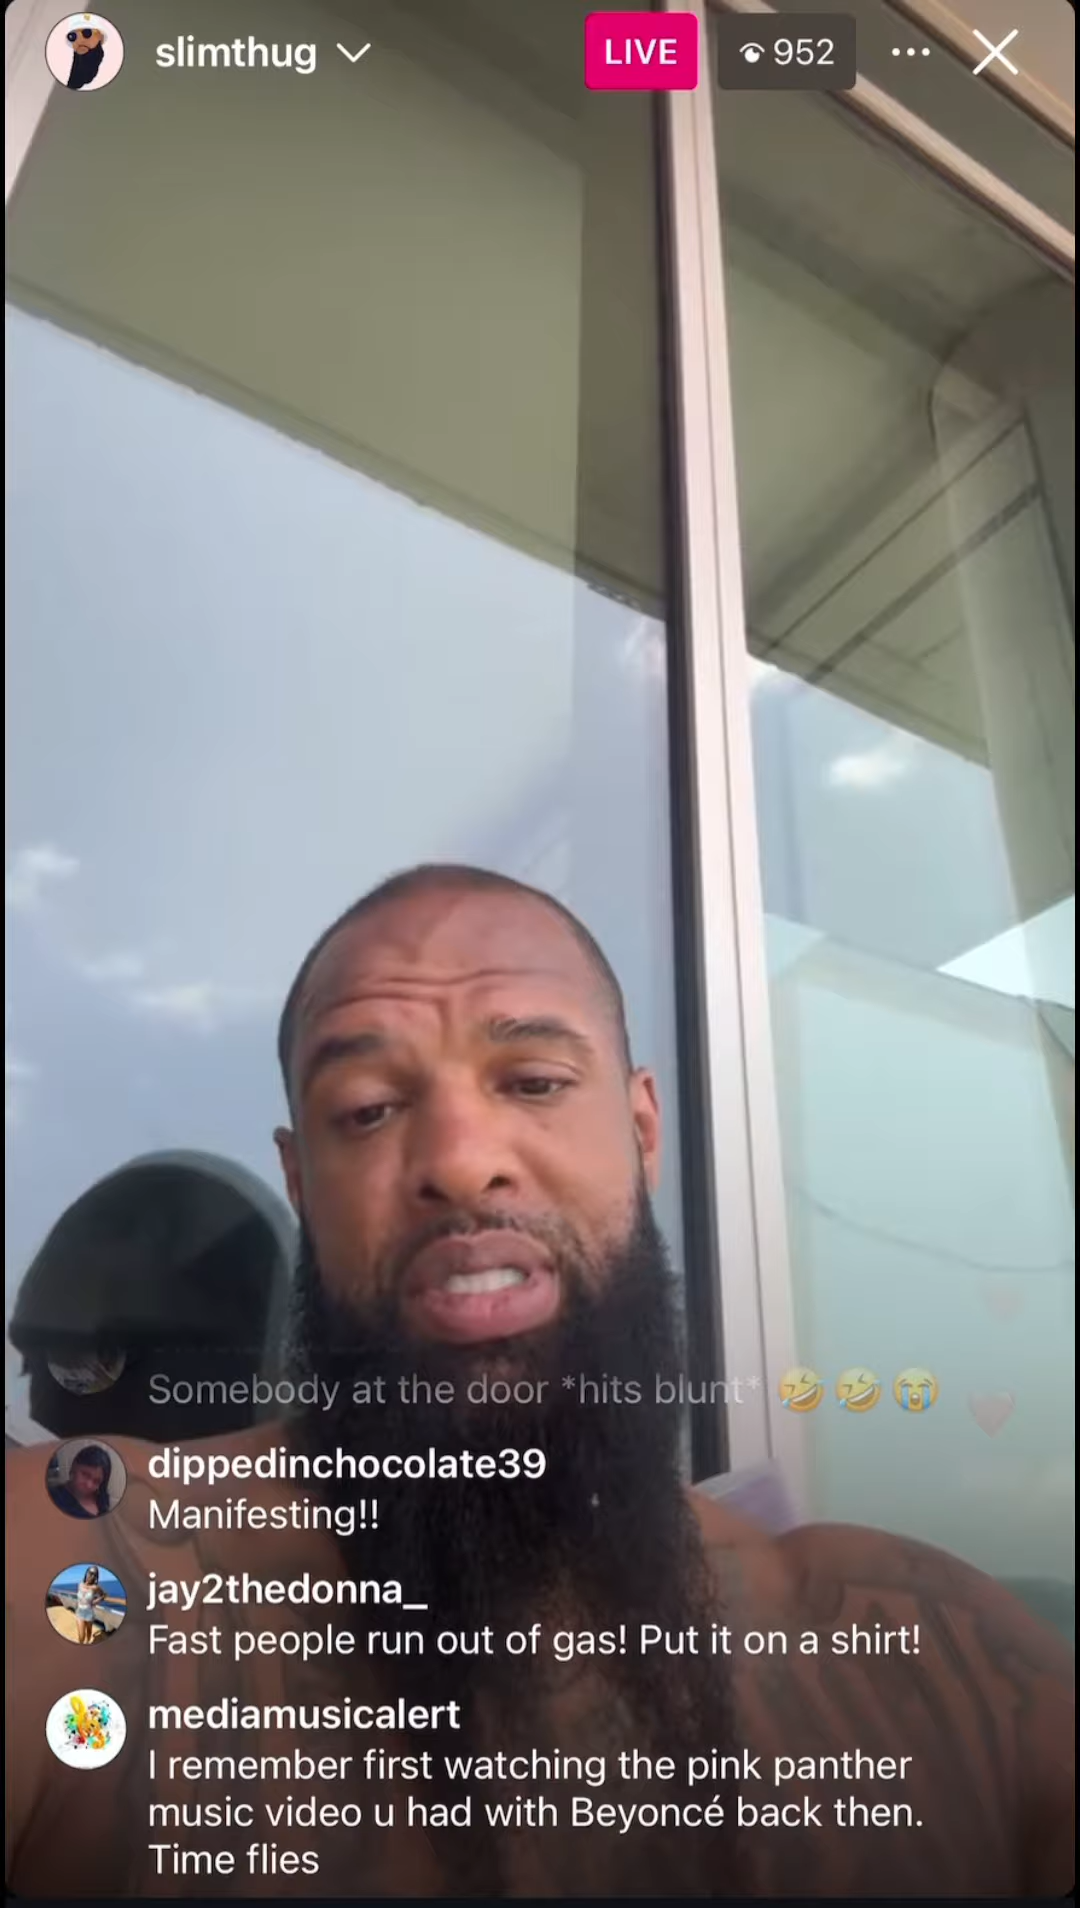 slimthug
LIVE
952
Somebody at the door *hits blunt* 🤣🤣😭
dippedinchocolate39
Manifesting!!
jay2thedonna_
Fast people run out of gas! Put it on a shirt!
mediamusicalert
I remember first watching the pink panther
music video u had with Beyoncé back then.
Time flies